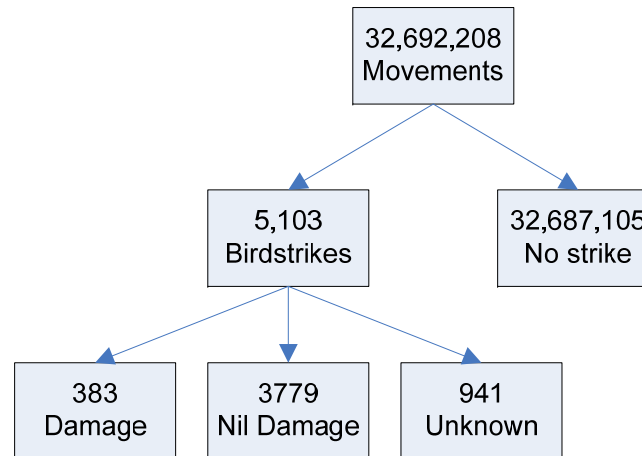 32,692,208
Movements
5,103
Birdstrikes
32,687,105
No strike
383
Damage
3779
Nil Damage
941
Unknown